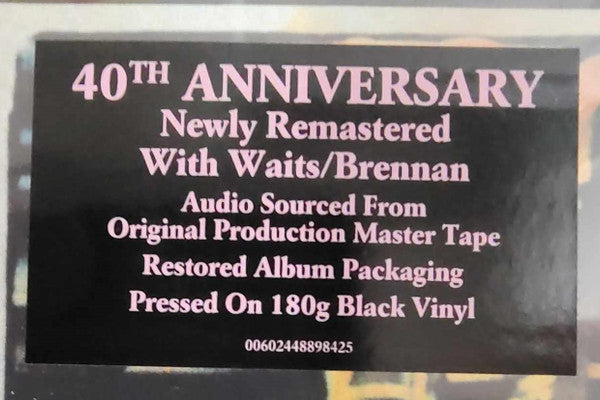 40TH ANNIVERSARY
Newly Remastered
With Waits/Brennan
Audio Sourced From
Original Production Master Tape
Restored Album Packaging
Pressed On 180g Black Vinyl
00602448898425